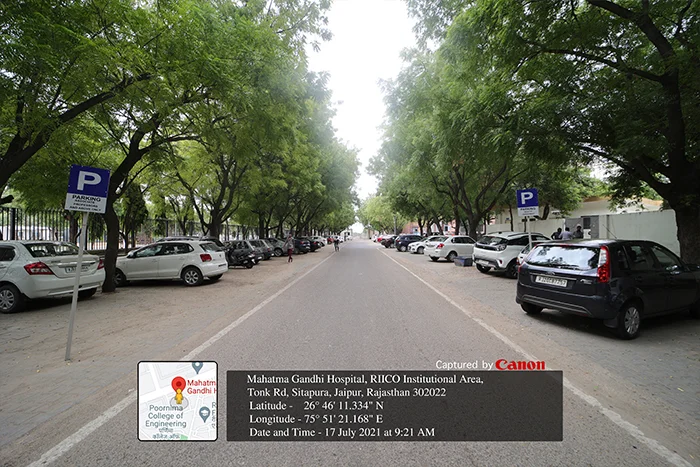 P
PARKING
P
PARKING
Captured by Canon
Mahatma Gandhi Hospital, RIICO Institutional Area,
Tonk Rd, Sitapura, Jaipur, Rajasthan 302022
Latitude - 26° 46' 11.334" N
Longitude - 75° 51' 21.168" E
Date and Time - 17 July 2021 at 9:21 AM
Mahatma
Gandhi H
Poornima
College of
Engineering